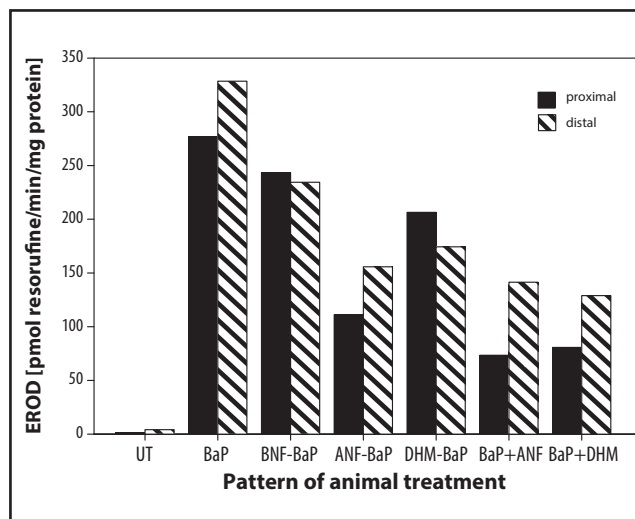 EROD [pmol resorufine/min/mg protein]
350
300
250
200
150
100
50
0
proximal
distal
UT BaP BNF-BaP ANF-BaP DHM-BaP BaP+ANF BaP+DHM
Pattern of animal treatment